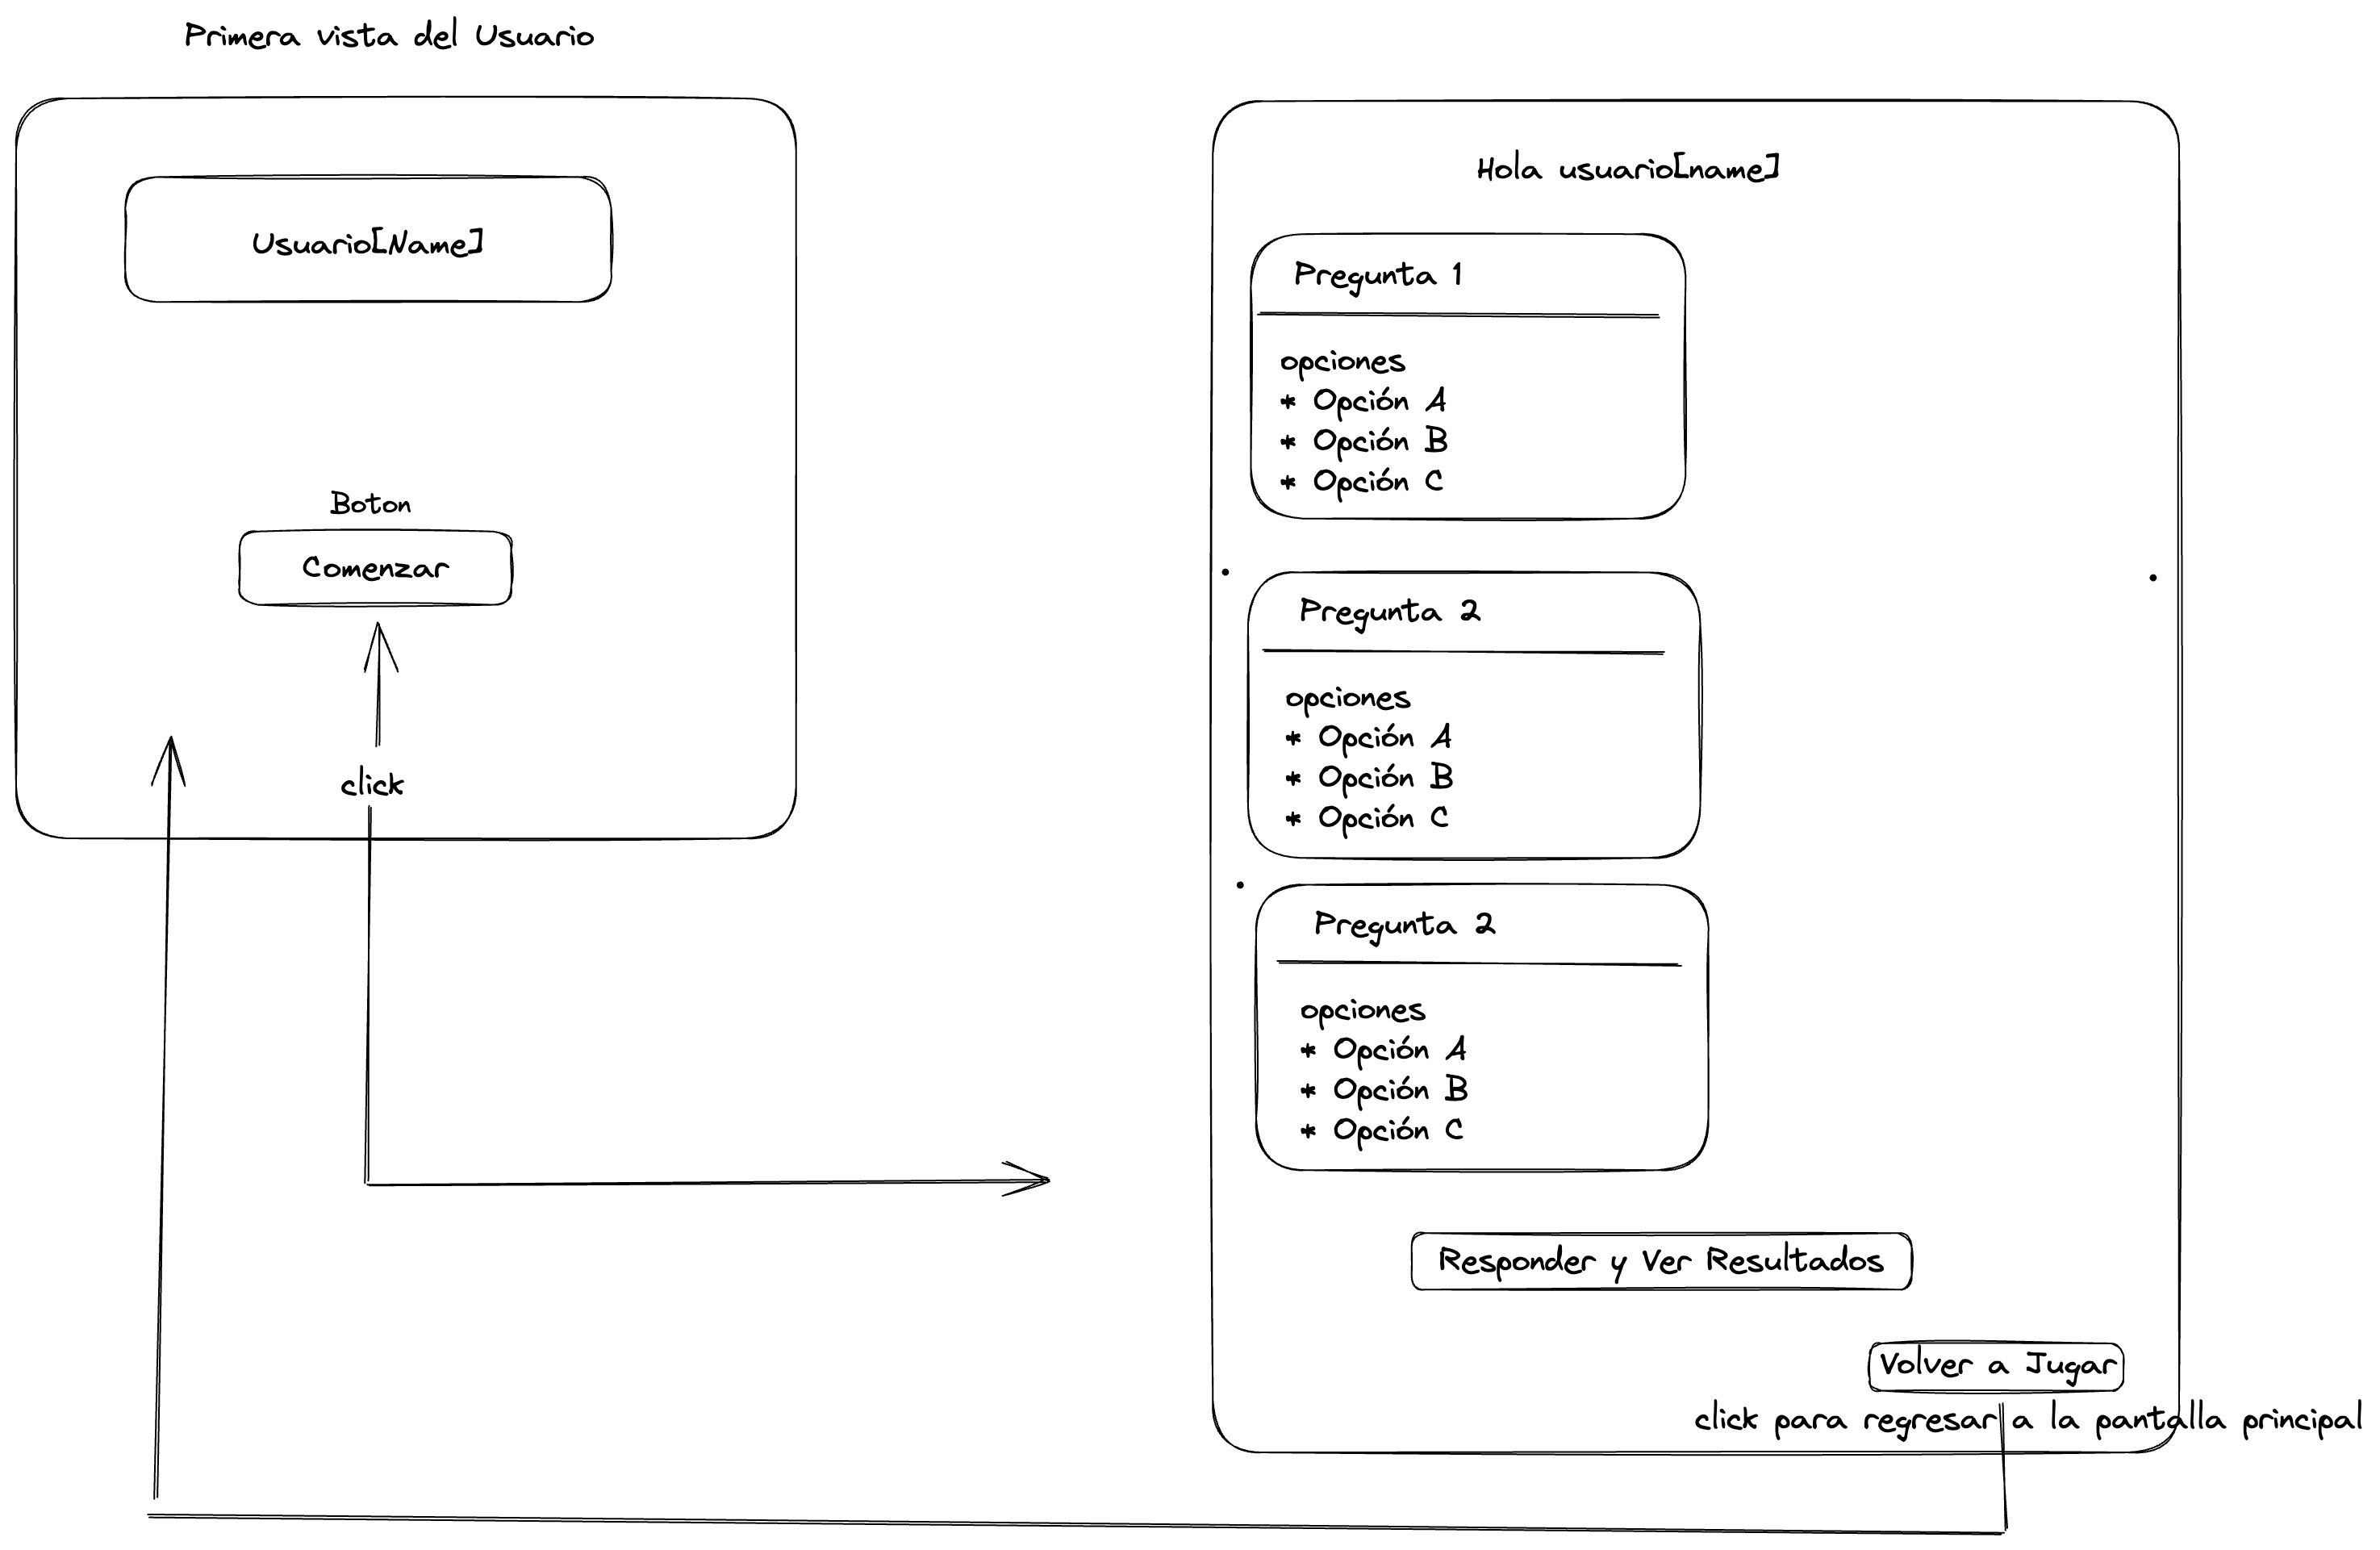 Primera vista del Usuario
Usuario[Name]
Boton
Comenzar
click
Hola usuario[name]
Pregunta 1
opciones
* Opción A
* Opción B
* Opción C
Pregunta 2
opciones
* Opción A
* Opción B
* Opción C
Pregunta 2
opciones
* Opción A
* Opción B
* Opción C
Responder y Ver Resultados
Volver a Jugar
click para regresar a la pantalla principal